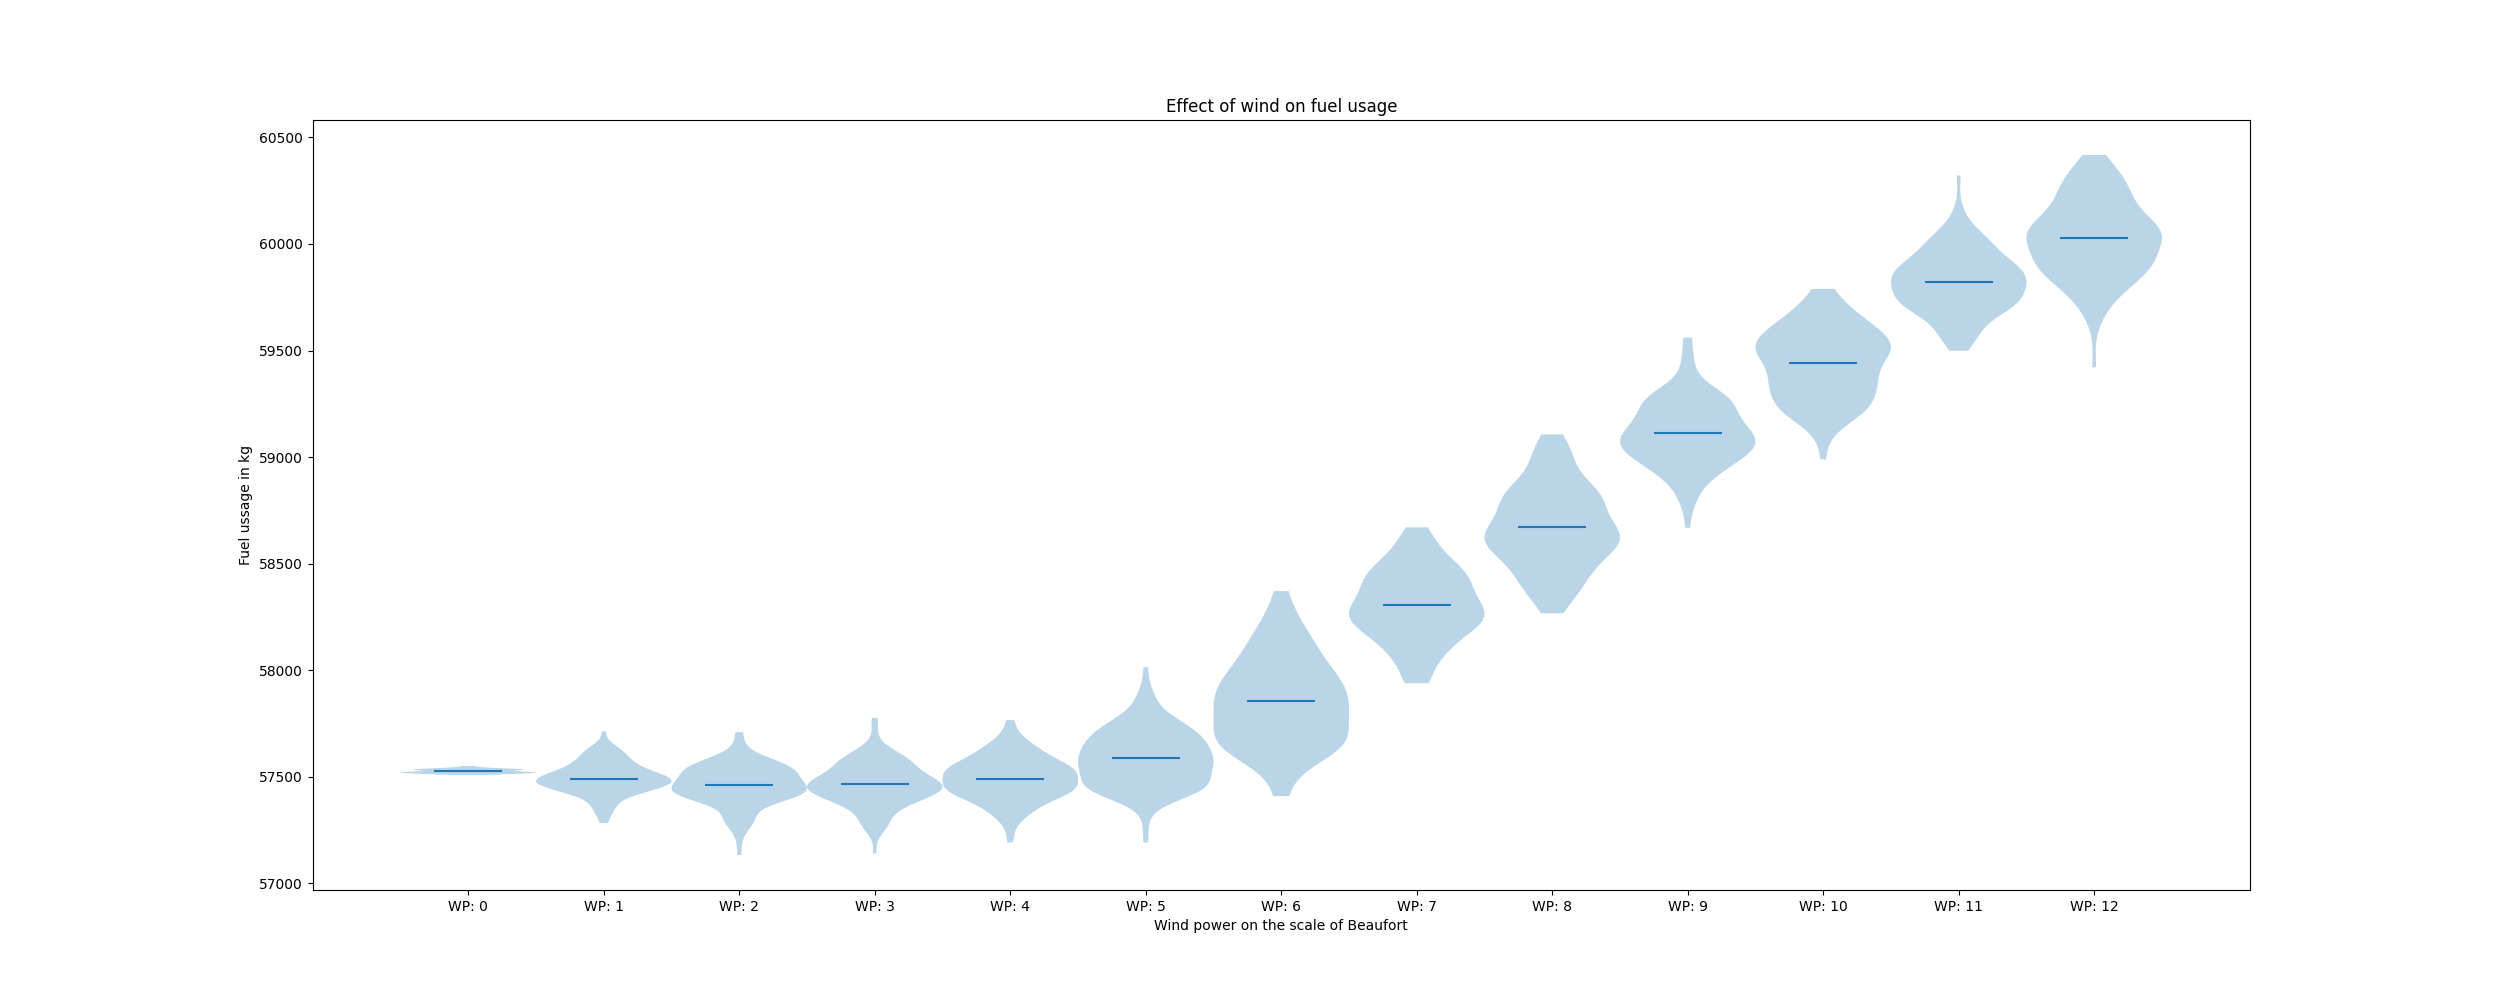 Effect of wind on fuel usage
60500
60000
59500
59000
58500
58000
57500
57000
Fuel ussage in kg
WP: 0 WP: 1 WP: 2 WP: 3 WP: 4 WP: 5 WP: 6 WP: 7 WP: 8 WP: 9 WP: 10 WP: 11 WP: 12
Wind power on the scale of Beaufort